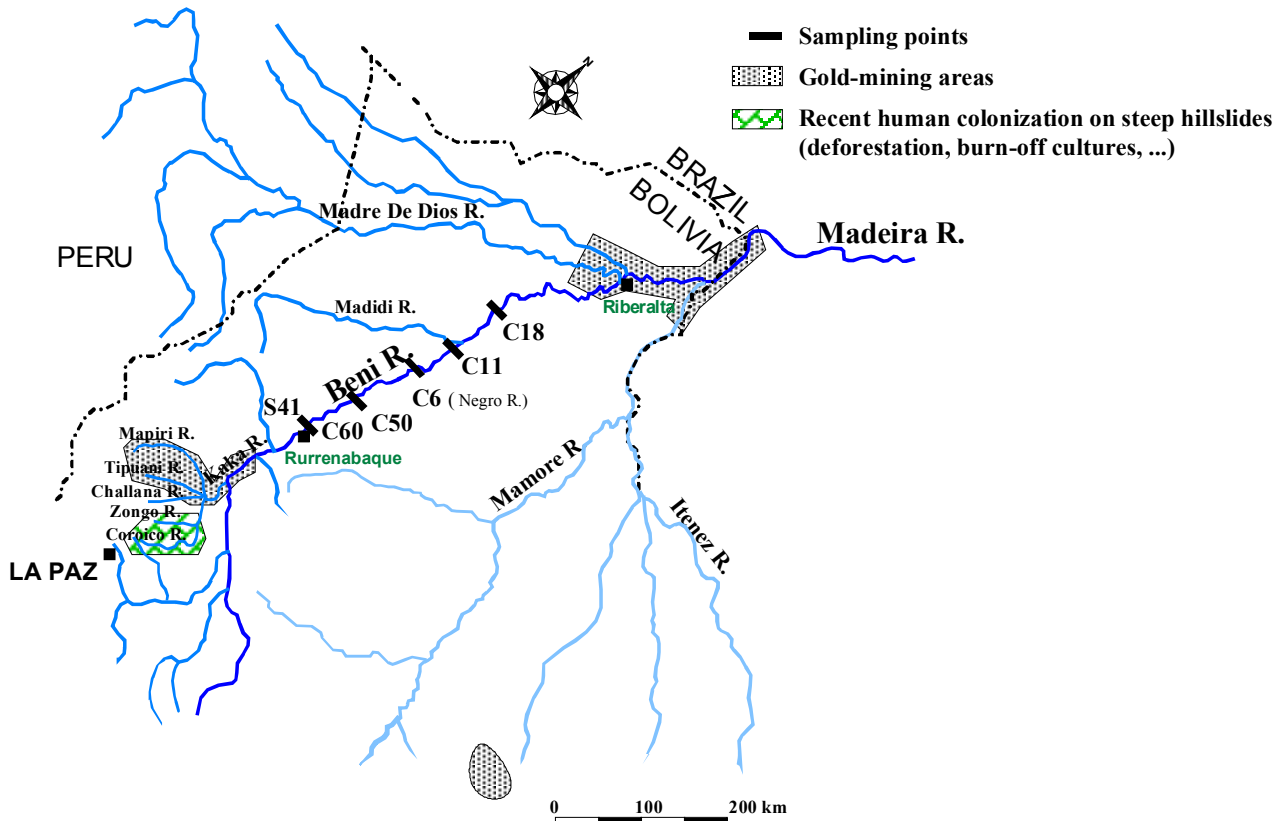 Sampling points
Gold-mining areas
Recent human colonization on steep hillslides
(deforestation, burn-off cultures, ...)
N
BRAZIL
BOLIVIA
PERU
Madre De Dios R.
Madeira R.
Riberalta
Madidi R.
C18
C11
Beni R.
C6 ( Negro R.)
C50
S41
C60
Rurrenabaque
Mapiri R.
Kaka R.
Tipuani R.
Challana R.
Zongo R.
Coroico R.
LA PAZ
Mamore R.
Itenez R.
0 100 200 km